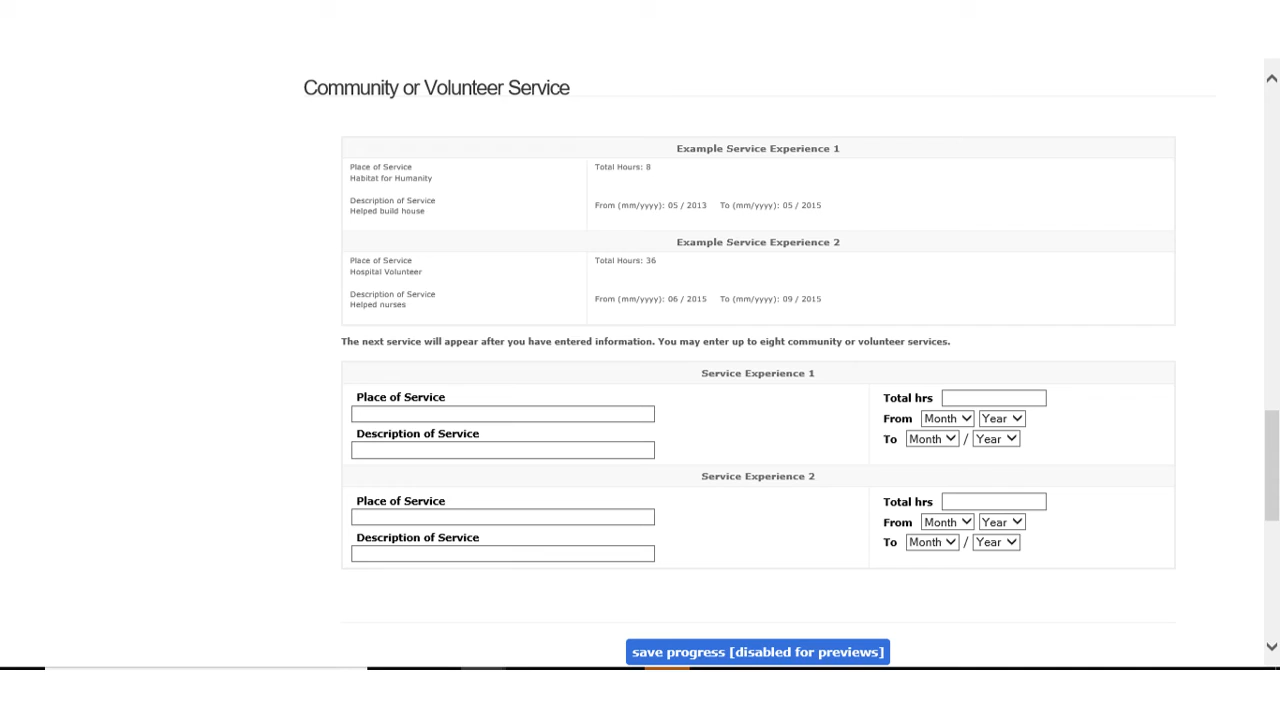 Community or Volunteer Service
Example Service Experience 1
Place of Service
Habitat for Humanity
Total Hours: 8
Description of Service
Helped build house
From (mm/yyyy): 05 / 2013 To (mm/yyyy): 05 / 2015
Example Service Experience 2
Place of Service
Hospital Volunteer
Total Hours: 36
Description of Service
Helped nurses
From (mm/yyyy): 06 / 2015 To (mm/yyyy): 09 / 2015
The next service will appear after you have entered information. You may enter up to eight community or volunteer services.
Service Experience 1
Place of Service
Description of Service
Total hrs
From Month Year
To Month / Year
Service Experience 2
Place of Service
Description of Service
Total hrs
From Month Year
To Month / Year
save progress [disabled for previews]